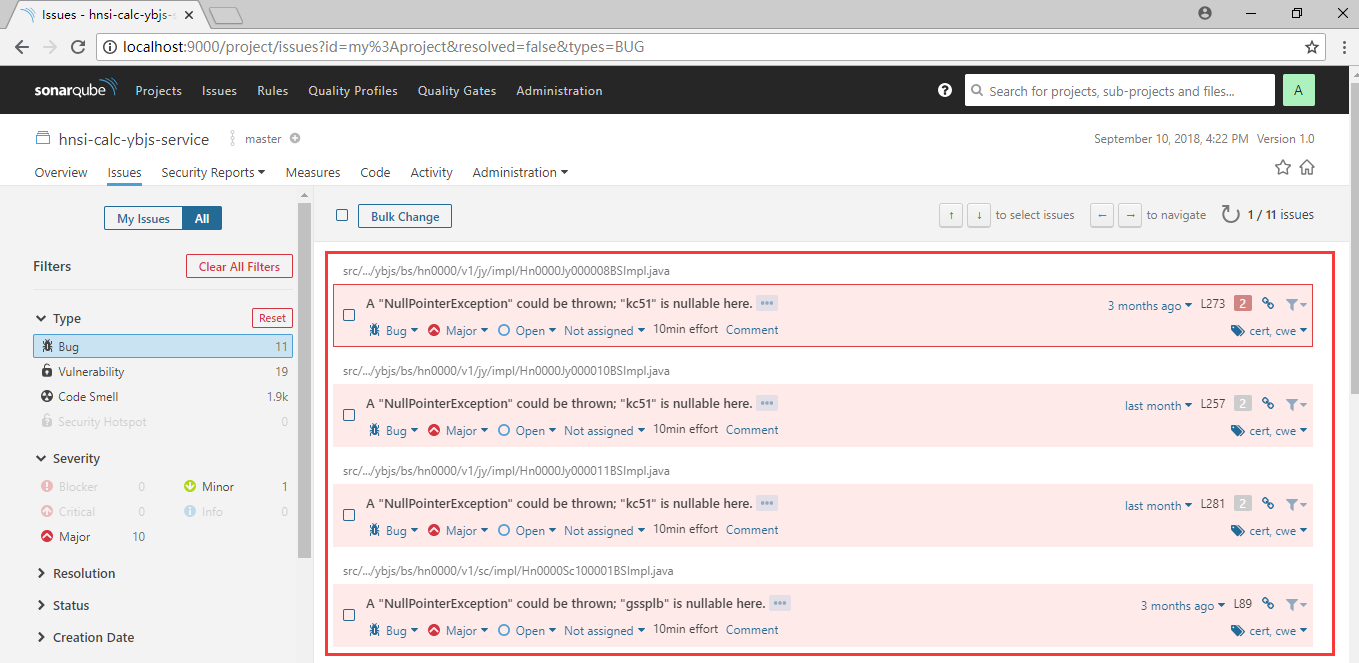 Issues - hnsi-calc-ybjs-s
localhost:9000/project/issues?id=my%3Aproject&resolved=false&types=BUG
sonarqube Projects Issues Rules Quality Profiles Quality Gates Administration ? Search for projects, sub-projects and files... A
hnsi-calc-ybjs-service master September 10, 2018, 4:22 PM Version 1.0
Overview Issues Security Reports Measures Code Activity Administration
My Issues All
Bulk Change ↑ ↓ to select issues ← → to navigate 1 / 11 issues
Filters Clear All Filters
Type Reset
Bug 11
Vulnerability 19
Code Smell 1.9k
Security Hotspot 0
Severity
Blocker 0 Minor 1
Critical 0 Info 0
Major 10
Resolution
Status
Creation Date
src/.../ybjs/bs/hn0000/v1/jy/impl/Hn0000Jy000008BSImpl.java
A "NullPointerException" could be thrown; "kc51" is nullable here. ••• 3 months ago L273 2
Bug Major Open Not assigned 10min effort Comment cert, cwe
src/.../ybjs/bs/hn0000/v1/jy/impl/Hn0000Jy000010BSImpl.java
A "NullPointerException" could be thrown; "kc51" is nullable here. ••• last month L257 2
Bug Major Open Not assigned 10min effort Comment cert, cwe
src/.../ybjs/bs/hn0000/v1/jy/impl/Hn0000Jy000011BSImpl.java
A "NullPointerException" could be thrown; "kc51" is nullable here. ••• last month L281 2
Bug Major Open Not assigned 10min effort Comment cert, cwe
src/.../ybjs/bs/hn0000/v1/sc/impl/Hn0000Sc100001BSImpl.java
A "NullPointerException" could be thrown; "gssplb" is nullable here. ••• 3 months ago L89
Bug Major Open Not assigned 10min effort Comment cert, cwe